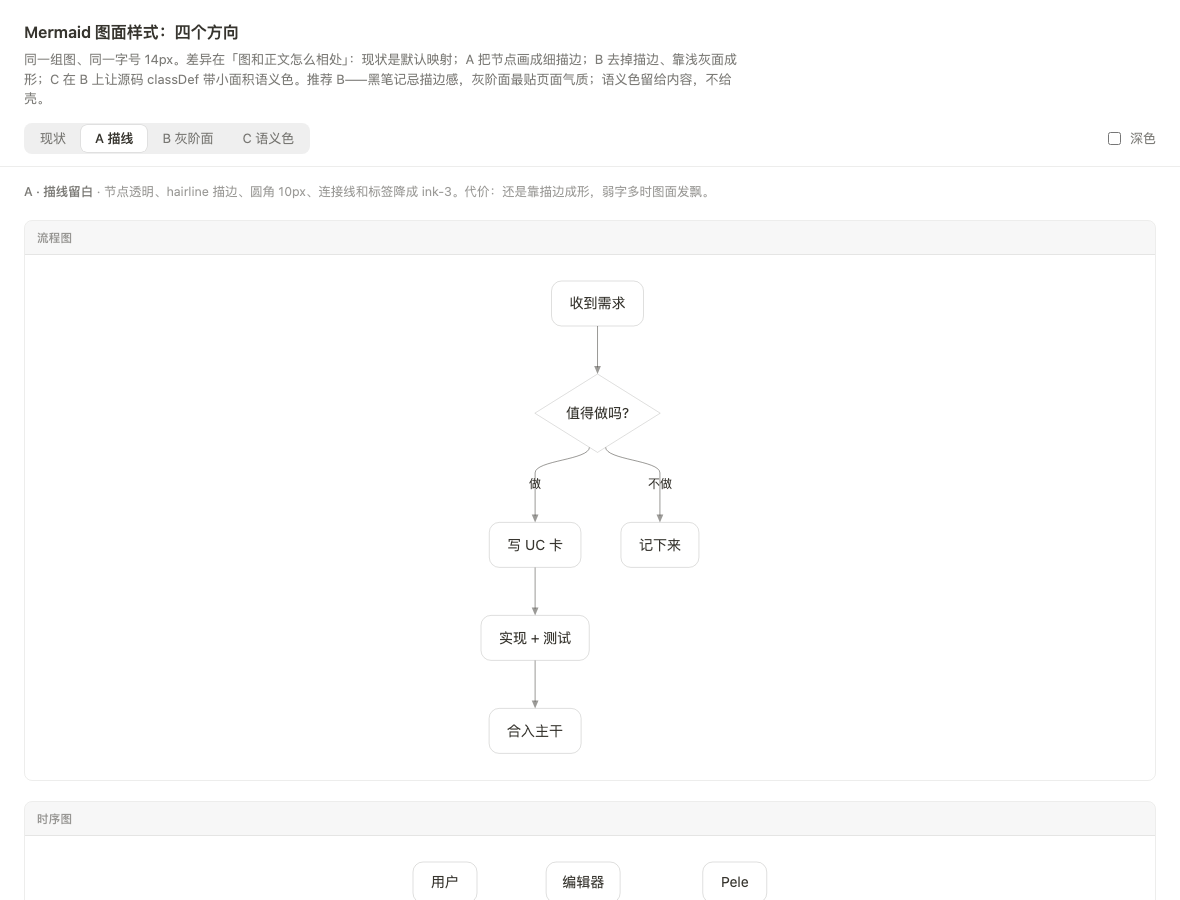 Mermaid 图面样式：四个方向
同一组图、同一字号 14px。差异在「图和正文怎么相处」：现状是默认映射；A 把节点画成细描边；B 去掉描边、靠浅灰面成
形；C 在 B 上让源码 classDef 带小面积语义色。推荐 B——黑笔记忌描边感，灰阶面最贴页面气质；语义色留给内容，不给
壳。
现状 A 描线 B 灰阶面 C 语义色 深色
A · 描线留白 · 节点透明、hairline 描边、圆角 10px、连接线和标签降成 ink-3。代价：还是靠描边成形，弱字多时图面发飘。
流程图
收到需求
值得做吗?
做 不做
写 UC 卡 记下来
实现 + 测试
合入主干
时序图
用户 编辑器 Pele